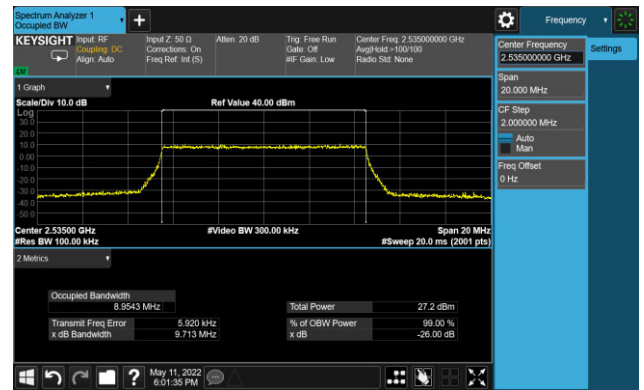 Spectrum Analyzer 1
Occupied BW
KEYSIGHT
Input: RF
Coupling: DC
Align: Auto
Input Z: 50 Ω
Corrections: On
Freq Ref: Int (S)
Atten: 20 dB
Trig: Free Run
Gate: Off
#IF Gain: Low
Center Freq: 2.535000000 GHz
Avg|Hold:>100/100
Radio Std: None
1 Graph
Scale/Div 10.0 dB
Ref Value 40.00 dBm
Log
30.0
20.0
10.0
0.00
-10.0
-20.0
-30.0
-40.0
-50.0
Center 2.53500 GHz
#Video BW 300.00 kHz
Span 20 MHz
#Res BW 100.00 kHz
#Sweep 20.0 ms (2001 pts)
2 Metrics
Occupied Bandwidth
8.9543 MHz
Total Power 27.2 dBm
Transmit Freq Error 5.920 kHz
% of OBW Power 99.00 %
x dB Bandwidth 9.713 MHz
x dB -26.00 dB
?
May 11, 2022
6:01:35 PM
Frequency
Settings
Center Frequency
2.535000000 GHz
Span
20.000 MHz
CF Step
2.000000 MHz
Auto
Man
Freq Offset
0 Hz